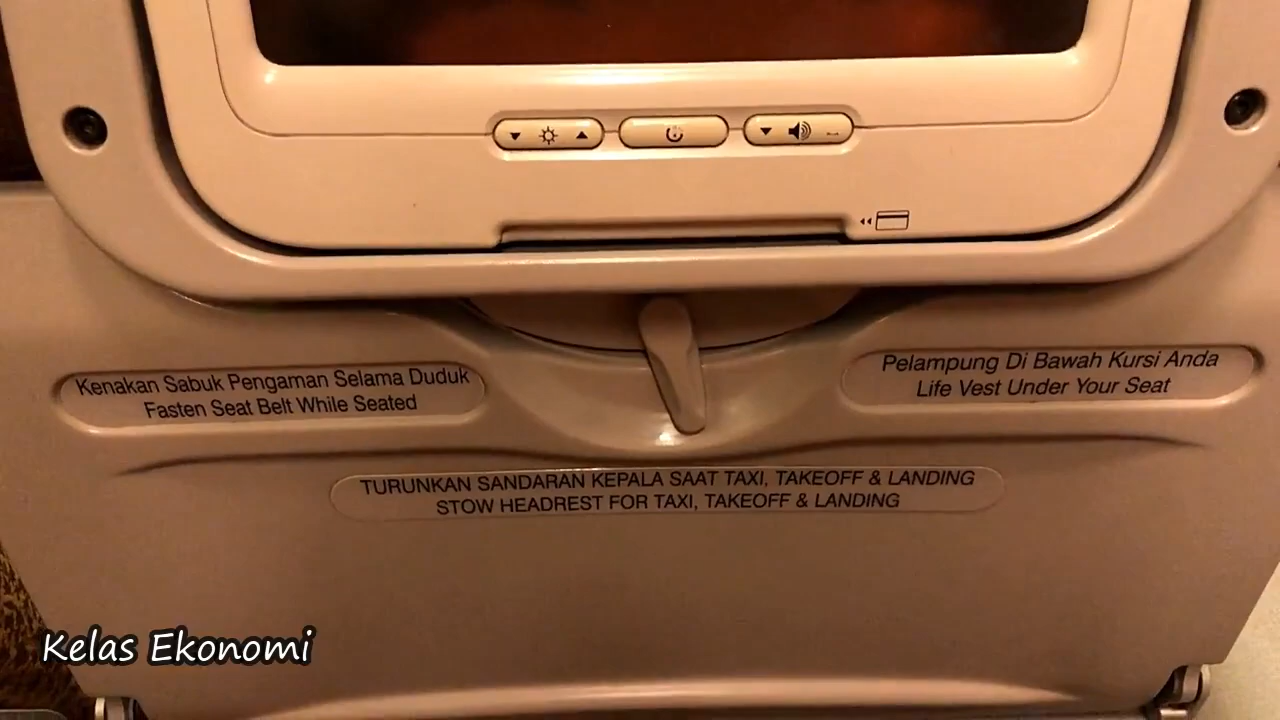 Kenakan Sabuk Pengaman Selama Duduk
Fasten Seat Belt While Seated
Pelampung Di Bawah Kursi Anda
Life Vest Under Your Seat
TURUNKAN SANDARAN KEPALA SAAT TAXI, TAKEOFF & LANDING
STOW HEADREST FOR TAXI, TAKEOFF & LANDING
Kelas Ekonomi